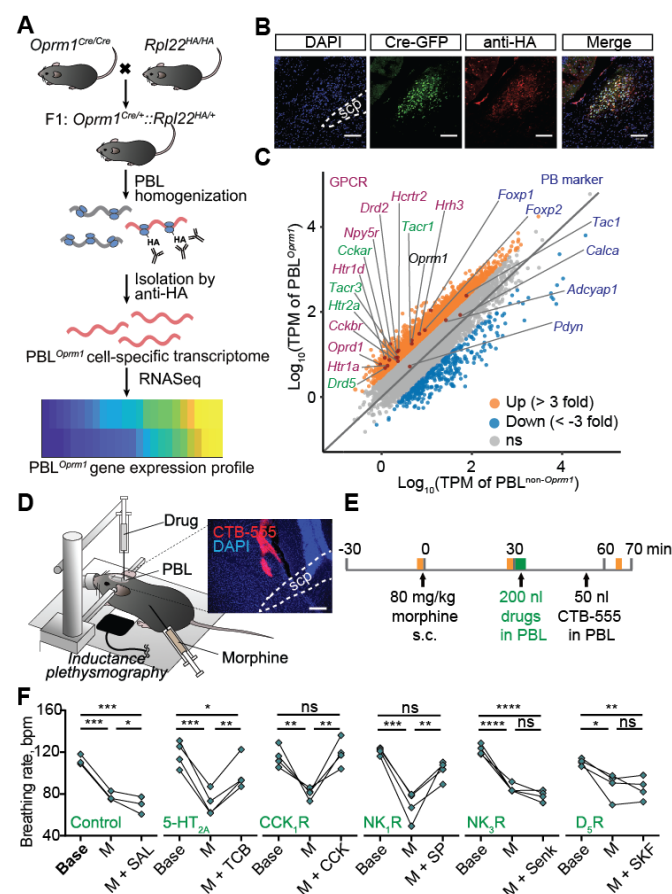 A
Oprm1Cre/Cre
Rpl22HA/HA
F1: Oprm1Cre/+::Rpl22HA/+
PBL
homogenization
HA
HA
Isolation by
anti-HA
PBLOprm1 cell-specific transcriptome
RNASeq
PBLOprm1 gene expression profile
B
DAPI
Cre-GFP
anti-HA
Merge
scp
C
GPCR
PB marker
Hcrtr2
Foxp1
Drd2
Hrh3
Foxp2
Npy5r
Tacr1
Tac1
Cckar
Oprm1
Calca
Htr1d
Tacr3
Adcyap1
Htr2a
Cckbr
Pdyn
Oprd1
Htr1a
Drd5
Log10(TPM of PBLOprm1)
4
2
0
Up (> 3 fold)
Down (< -3 fold)
ns
0
2
4
Log10(TPM of PBLnon-Oprm1)
D
Drug
PBL
CTB-555
DAPI
scp
Inductance
plethysmography
Morphine
E
-30
0
30
60
70 min
80 mg/kg
morphine
s.c.
200 nl
drugs
in PBL
50 nl
CTB-555
in PBL
F
Breathing rate, bpm
160
120
80
40
***
***
*
Control
Base
M
M + SAL
*
***
**
5-HT2A
Base
M
M + TCB
ns
**
**
CCK1R
Base
M
M + CCK
ns
***
**
NK1R
Base
M
M + SP
****
****
ns
NK3R
Base
M
M + Senk
**
*
ns
D5R
Base
M
M + SKF